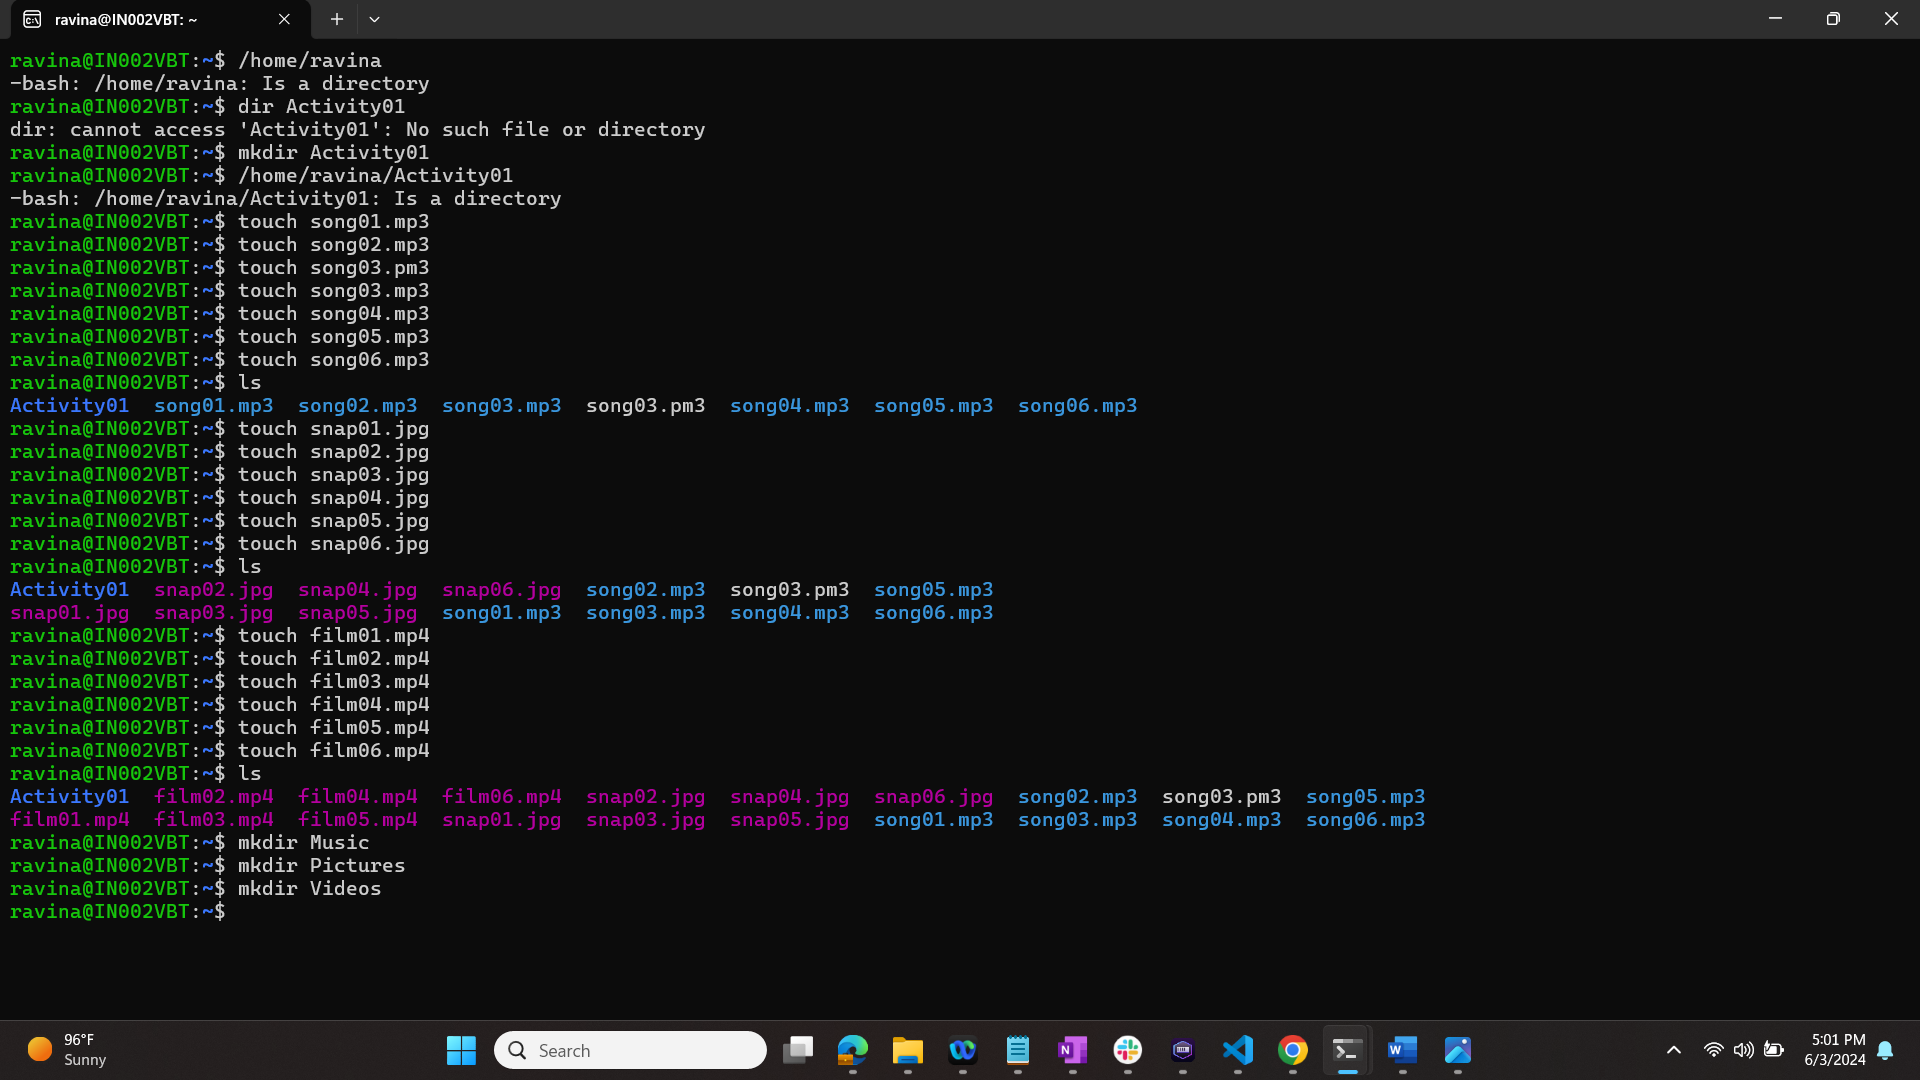 ravina@IN002VBT: ~
ravina@IN002VBT:~$ /home/ravina
-bash: /home/ravina: Is a directory
ravina@IN002VBT:~$ dir Activity01
dir: cannot access 'Activity01': No such file or directory
ravina@IN002VBT:~$ mkdir Activity01
ravina@IN002VBT:~$ /home/ravina/Activity01
-bash: /home/ravina/Activity01: Is a directory
ravina@IN002VBT:~$ touch song01.mp3
ravina@IN002VBT:~$ touch song02.mp3
ravina@IN002VBT:~$ touch song03.pm3
ravina@IN002VBT:~$ touch song03.mp3
ravina@IN002VBT:~$ touch song04.mp3
ravina@IN002VBT:~$ touch song05.mp3
ravina@IN002VBT:~$ touch song06.mp3
ravina@IN002VBT:~$ ls
Activity01  song01.mp3  song02.mp3  song03.mp3  song03.pm3  song04.mp3  song05.mp3  song06.mp3
ravina@IN002VBT:~$ touch snap01.jpg
ravina@IN002VBT:~$ touch snap02.jpg
ravina@IN002VBT:~$ touch snap03.jpg
ravina@IN002VBT:~$ touch snap04.jpg
ravina@IN002VBT:~$ touch snap05.jpg
ravina@IN002VBT:~$ touch snap06.jpg
ravina@IN002VBT:~$ ls
Activity01  snap02.jpg  snap04.jpg  snap06.jpg  song02.mp3  song03.pm3  song05.mp3
snap01.jpg  snap03.jpg  snap05.jpg  song01.mp3  song03.mp3  song04.mp3  song06.mp3
ravina@IN002VBT:~$ touch film01.mp4
ravina@IN002VBT:~$ touch film02.mp4
ravina@IN002VBT:~$ touch film03.mp4
ravina@IN002VBT:~$ touch film04.mp4
ravina@IN002VBT:~$ touch film05.mp4
ravina@IN002VBT:~$ touch film06.mp4
ravina@IN002VBT:~$ ls
Activity01  film02.mp4  film04.mp4  film06.mp4  snap02.jpg  snap04.jpg  snap06.jpg  song02.mp3  song03.pm3  song05.mp3
film01.mp4  film03.mp4  film05.mp4  snap01.jpg  snap03.jpg  snap05.jpg  song01.mp3  song03.mp3  song04.mp3  song06.mp3
ravina@IN002VBT:~$ mkdir Music
ravina@IN002VBT:~$ mkdir Pictures
ravina@IN002VBT:~$ mkdir Videos
ravina@IN002VBT:~$
96°F
Sunny
Search
5:01 PM
6/3/2024